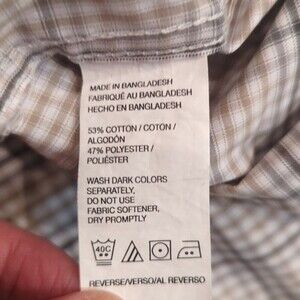 MADE IN BANGLADESH
FABRIQUÉ AU BANGLADESH
HECHO EN BANGLADESH
53% COTTON / COTON /
ALGODÓN
47% POLYESTER /
POLIÉSTER
WASH DARK COLORS
SEPARATELY,
DO NOT USE
FABRIC SOFTENER,
DRY PROMPTLY
40C
REVERSE/VERSO/AL REVERSO